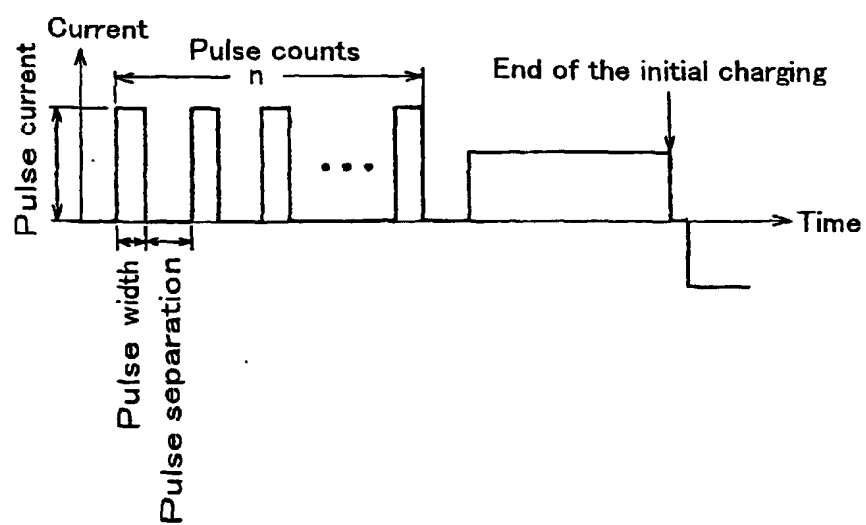 Current
Pulse counts
n
End of the initial charging
Pulse current
Time
Pulse width
Pulse separation